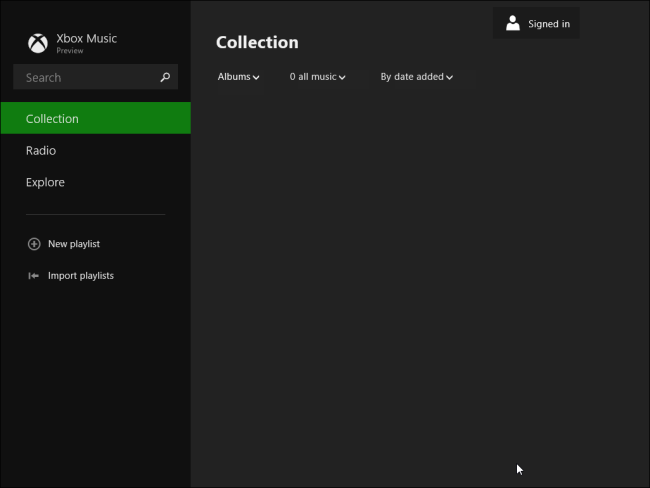 Xbox Music
Preview
Search
Collection
Radio
Explore
New playlist
Import playlists
Signed in
Collection
Albums
0 all music
By date added